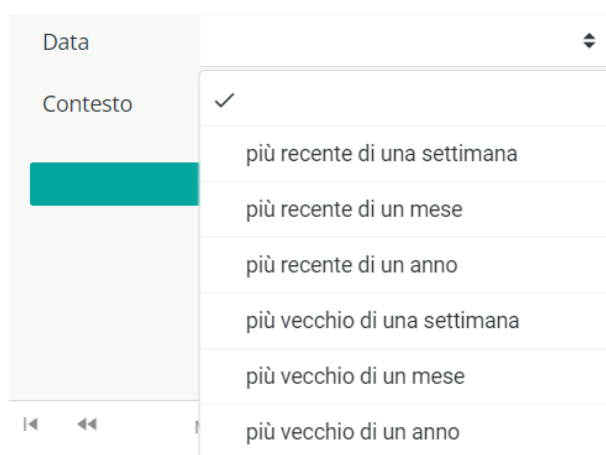 Data
Contesto
più recente di una settimana
più recente di un mese
più recente di un anno
più vecchio di una settimana
più vecchio di un mese
più vecchio di un anno